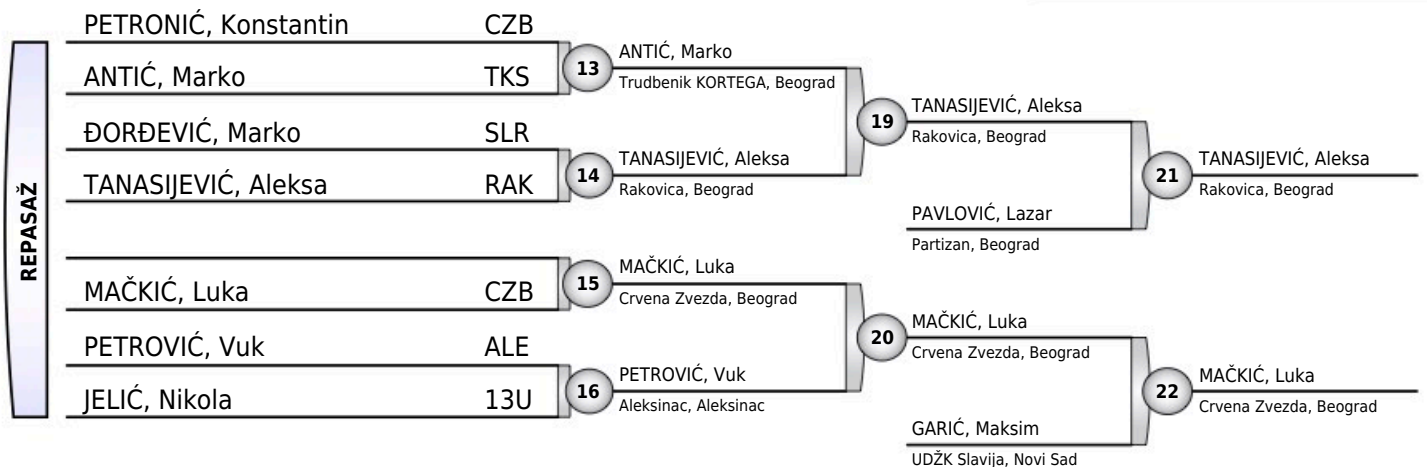 REPASAŽ
PETRONIĆ, Konstantin CZB
ANTIĆ, Marko TKS
ĐORĐEVIĆ, Marko SLR
TANASIJEVIĆ, Aleksa RAK
MAČKIĆ, Luka CZB
PETROVIĆ, Vuk ALE
JELIĆ, Nikola 13U
13
ANTIĆ, Marko
Trudbenik KORTEGA, Beograd
14
TANASIJEVIĆ, Aleksa
Rakovica, Beograd
15
MAČKIĆ, Luka
Crvena Zvezda, Beograd
16
PETROVIĆ, Vuk
Aleksinac, Aleksinac
19
TANASIJEVIĆ, Aleksa
Rakovica, Beograd
PAVLOVIĆ, Lazar
Partizan, Beograd
20
MAČKIĆ, Luka
Crvena Zvezda, Beograd
GARIĆ, Maksim
UDŽK Slavija, Novi Sad
21
TANASIJEVIĆ, Aleksa
Rakovica, Beograd
22
MAČKIĆ, Luka
Crvena Zvezda, Beograd